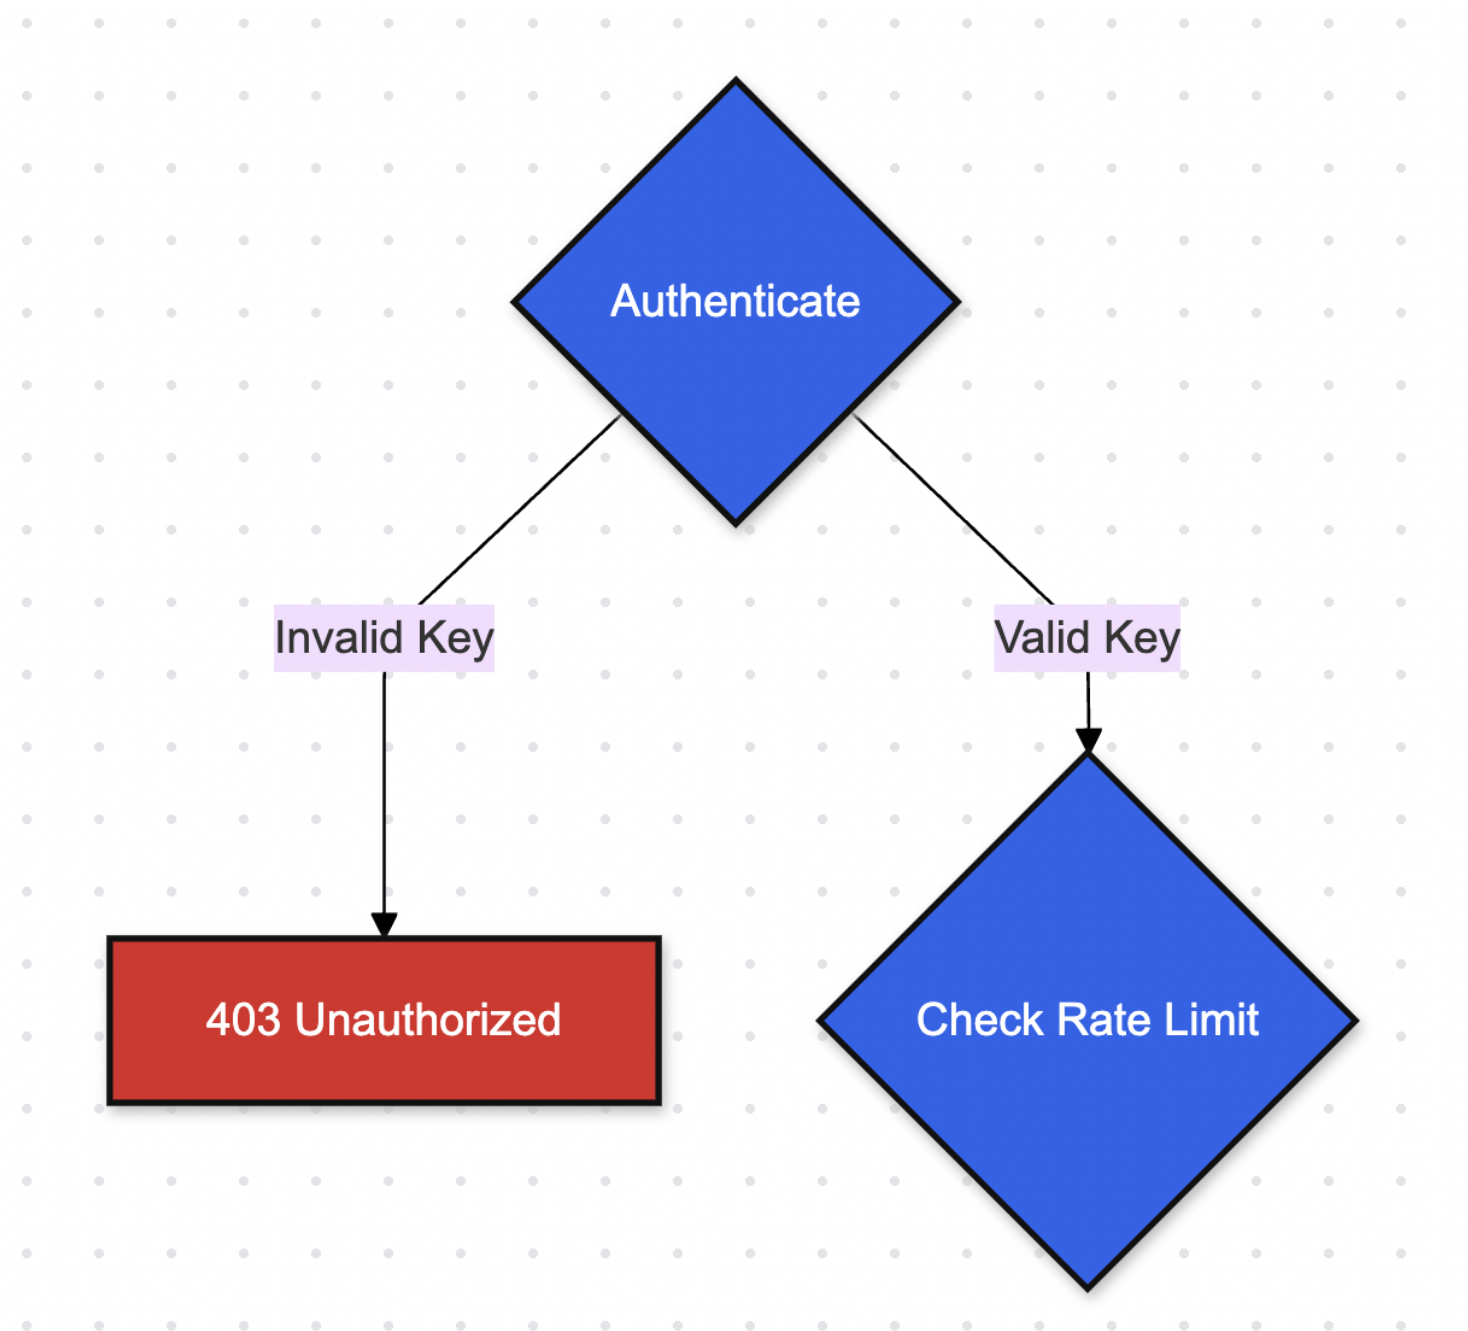 Authenticate
Invalid Key
Valid Key
403 Unauthorized
Check Rate Limit